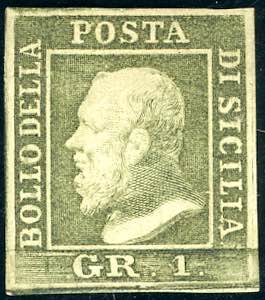 BOLLO DELLA
POSTA
DI SICILIA
GR. 1.